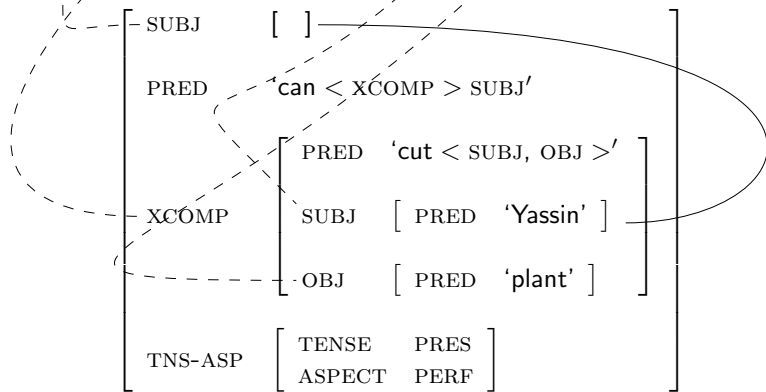 SUBJ [ ]
PRED ‘can < XCOMP > SUBJ′
PRED ‘cut < SUBJ, OBJ >′
XCOMP SUBJ [ PRED ‘Yassin’ ]
OBJ [ PRED ‘plant’ ]
TENSE PRES
TNS-ASP
ASPECT PERF